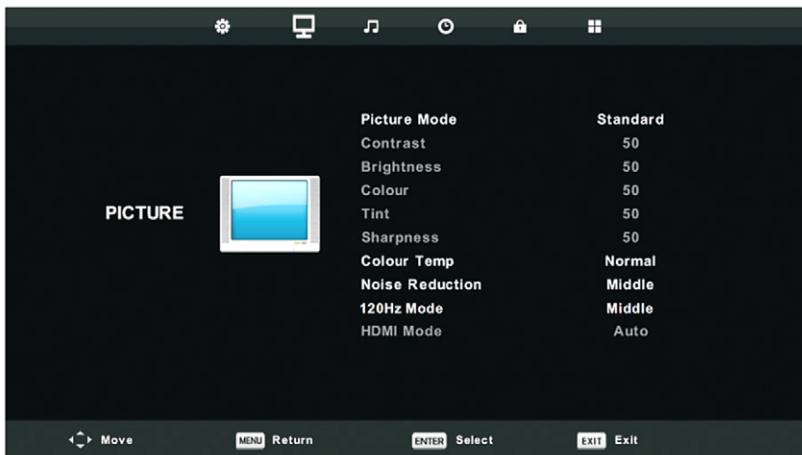 Picture Mode Standard
Contrast 50
Brightness 50
Colour 50
PICTURE
Tint 50
Sharpness 50
Colour Temp Normal
Noise Reduction Middle
120Hz Mode Middle
HDMI Mode Auto
Move MENU Return ENTER Select EXIT Exit